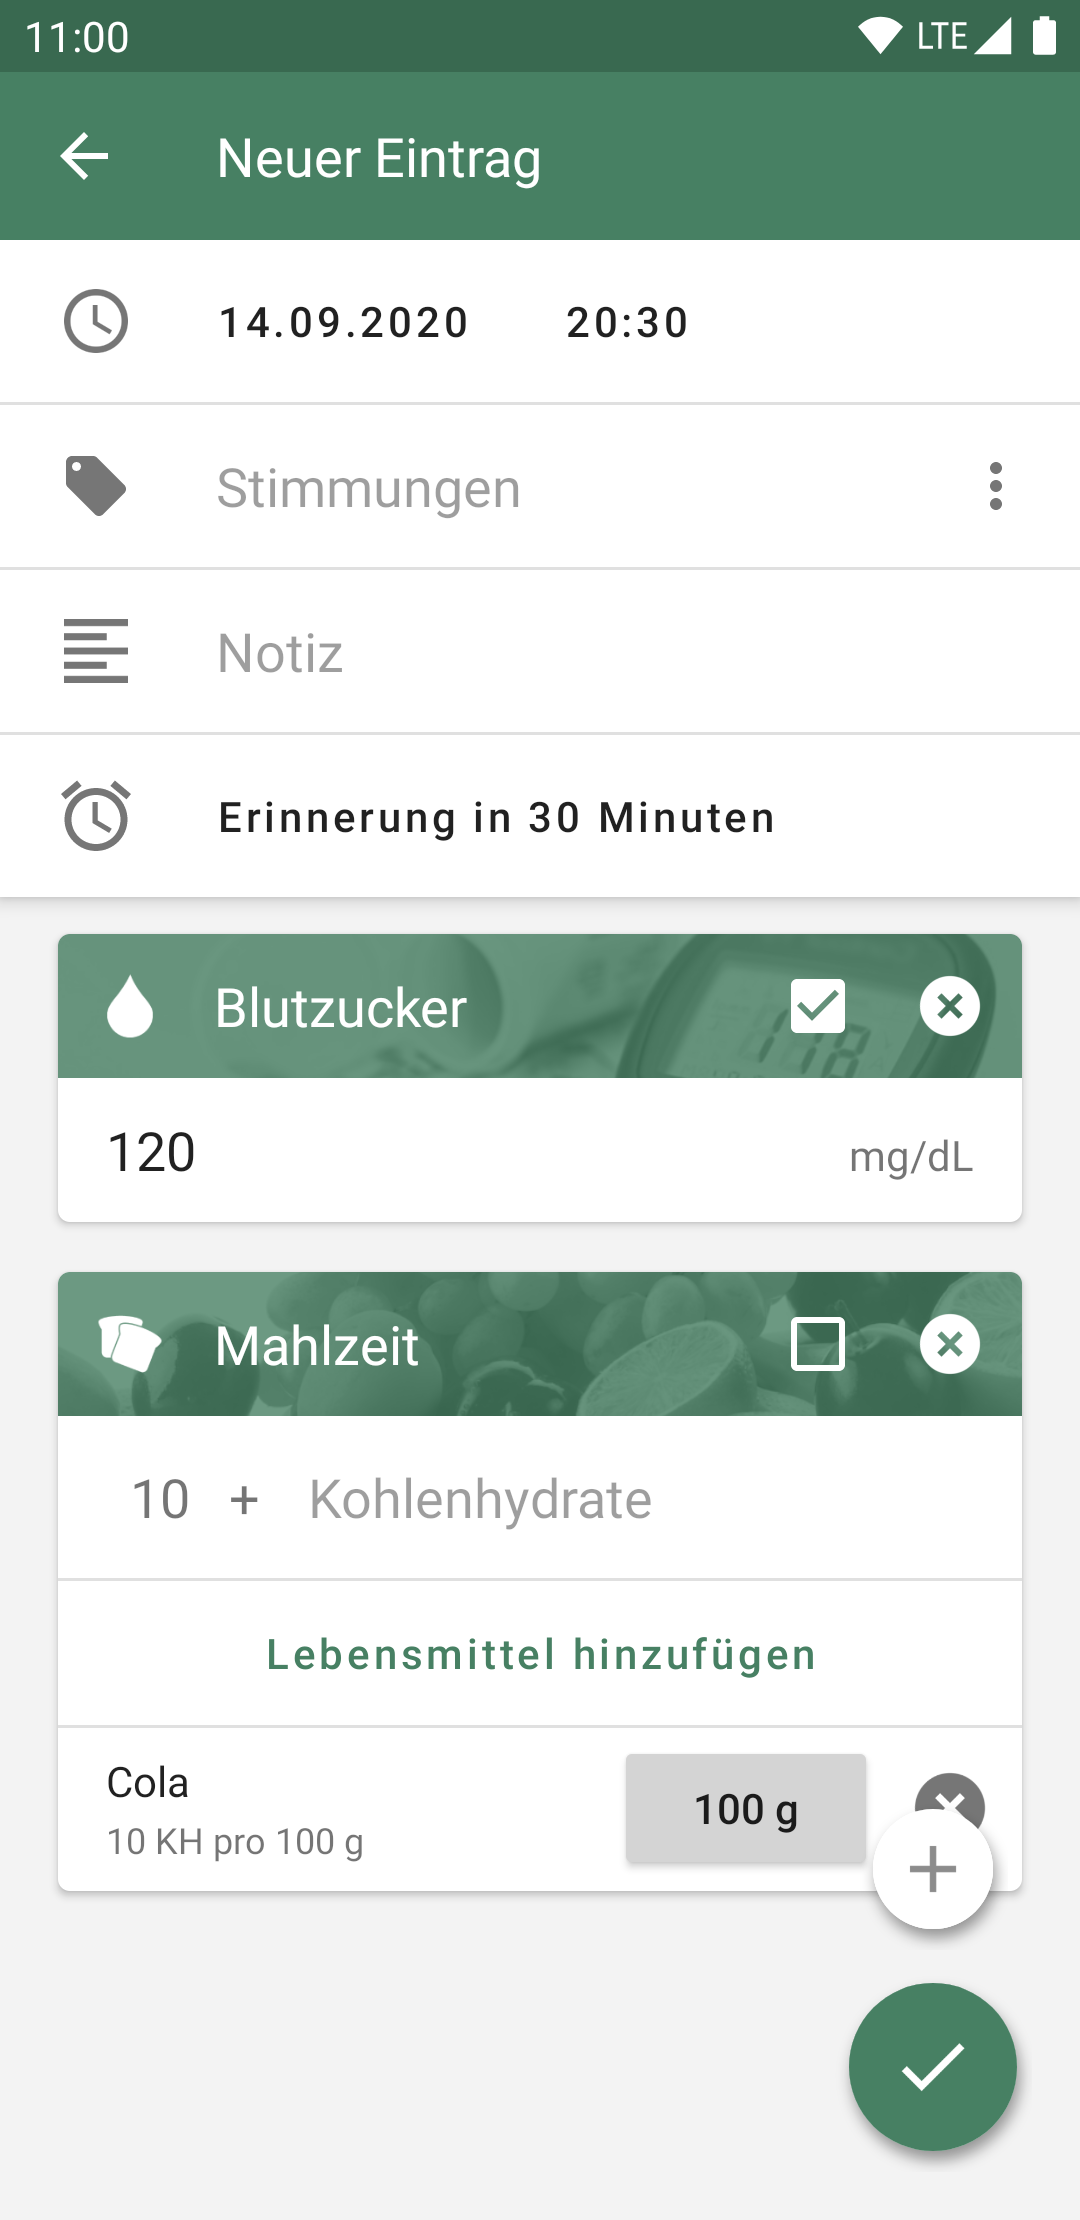 11:00 LTE
Neuer Eintrag
14.09.2020 20:30
Stimmungen
Notiz
Erinnerung in 30 Minuten
Blutzucker
120 mg/dL
Mahlzeit
10 + Kohlenhydrate
Lebensmittel hinzufügen
Cola
10 KH pro 100 g
100 g